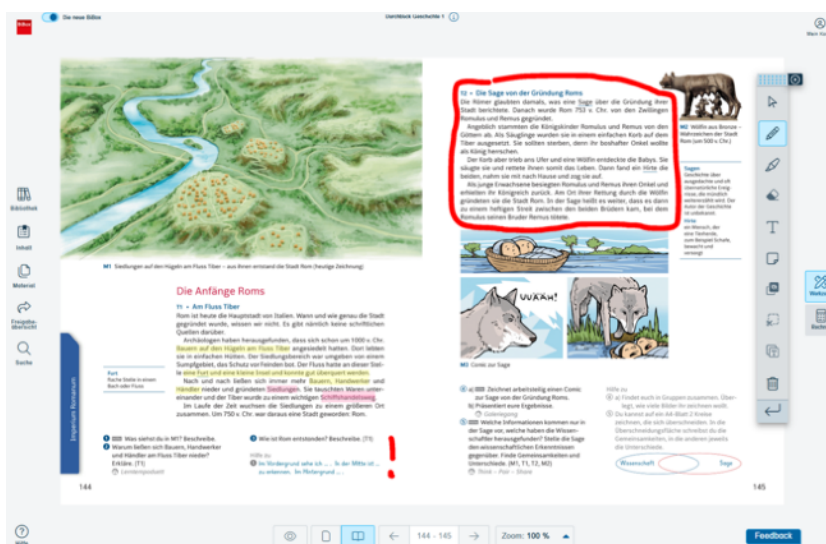 BiBox
Die neue BiBox
Durchblick Geschichte 1
Mein Kon
Bibliothek
Inhalt
Material
Freigabe-
übersicht
Suche
Imperium Romanum
M1 Siedlungen auf den Hügeln am Fluss Tiber – aus ihnen entstand die Stadt Rom (heutige Zeichnung)
Die Anfänge Roms
T1 • Am Fluss Tiber
Rom ist heute die Hauptstadt von Italien. Wann und wie genau die Stadt
gegründet wurde, wissen wir nicht. Es gibt nämlich keine schriftlichen
Quellen darüber.
Archäologen haben herausgefunden, dass sich schon um 1000 v. Chr.
Bauern auf den Hügeln am Fluss Tiber angesiedelt hatten. Dort lebten
sie in einfachen Hütten. Der Siedlungsbereich war umgeben von einem
Sumpfgebiet, das Schutz vor Feinden bot. Der Fluss hatte an dieser Stel-
le eine Furt und eine kleine Insel und konnte gut überquert werden.
Nach und nach ließen sich immer mehr Bauern, Handwerker und
Händler nieder und gründeten Siedlungen. Sie tauschten Waren unter-
einander und der Tiber wurde zu einem wichtigen Schiffshandelsweg.
Im Laufe der Zeit wuchsen die Siedlungen zu einem größeren Ort
zusammen. Um 750 v. Chr. war daraus eine Stadt geworden: Rom.
Furt
flache Stelle in einem
Bach oder Fluss
1 Was siehst du in M1? Beschreibe.
2 Warum ließen sich Bauern, Handwerker
und Händler am Fluss Tiber nieder?
Erkläre. (T1)
Lerntempoduett
3 Wie ist Rom entstanden? Beschreibe. (T1)
Hilfe zu
1 Im Vordergrund sehe ich ... . In der Mitte ist ...
zu erkennen. Im Hintergrund ... .
144
T2 • Die Sage von der Gründung Roms
Die Römer glaubten damals, was eine Sage über die Gründung ihrer
Stadt berichtete. Danach wurde Rom 753 v. Chr. von den Zwillingen
Romulus und Remus gegründet.
Angeblich stammten die Königskinder Romulus und Remus von den
Göttern ab. Als Säuglinge wurden sie in einem einfachen Korb auf dem
Tiber ausgesetzt. Sie sollten sterben, denn ihr boshafter Onkel wollte
als König herrschen.
Der Korb aber trieb ans Ufer und eine Wölfin entdeckte die Babys. Sie
säugte sie und rettete ihnen somit das Leben. Dann fand ein Hirte die
beiden, nahm sie mit nach Hause und zog sie auf.
Als junge Erwachsene besiegten Romulus und Remus ihren Onkel und
erhielten ihr Königreich zurück. Am Ort ihrer Rettung durch die Wölfin
gründeten sie die Stadt Rom. In der Sage heißt es weiter, dass es dann
zu einem heftigen Streit zwischen den beiden Brüdern kam, bei dem
Romulus seinen Bruder Remus tötete.
M2 Wölfin aus Bronze –
Wahrzeichen der Stadt
Rom (um 500 v. Chr.)
Sagen
Geschichte über
ausgedachte und oft
übernatürliche Ereig-
nisse, die mündlich
weitererzählt wird. Der
Autor der Geschichte
ist unbekannt.
Hirte
ein Mensch, der
eine Tierherde,
zum Beispiel Schafe,
bewacht und
versorgt
WÄÄH!
M3 Comic zur Sage
4 a) Zeichnet arbeitsteilig einen Comic
zur Sage von der Gründung Roms.
b) Präsentiert eure Ergebnisse.
Galeriegang
5 Welche Informationen kommen nur in
der Sage vor, welche haben die Wissen-
schaftler herausgefunden? Stelle die Sage
den wissenschaftlichen Erkenntnissen
gegenüber. Finde Gemeinsamkeiten und
Unterschiede. (M1, T1, T2, M2)
Think – Pair – Share
Hilfe zu
4 a) Findet euch in Gruppen zusammen. Über-
legt, wie viele Bilder ihr zeichnen wollt.
5 Du kannst auf ein A4-Blatt 2 Kreise
zeichnen, die sich überschneiden. In die
Überschneidungsfläche schreibst du die
Gemeinsamkeiten, in die anderen jeweils
die Unterschiede.
Wissenschaft Sage
145
144 - 145
Zoom: 100 %
Feedback